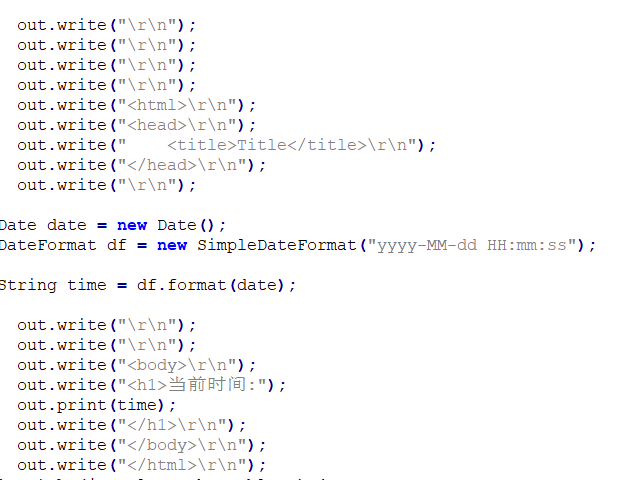 out.write("\r\n");
out.write("\r\n");
out.write("\r\n");
out.write("\r\n");
out.write("<html>\r\n");
out.write("<head>\r\n");
out.write("    <title>Title</title>\r\n");
out.write("</head>\r\n");
out.write("\r\n");
Date date = new Date();
DateFormat df = new SimpleDateFormat("yyyy-MM-dd HH:mm:ss");
String time = df.format(date);
out.write("\r\n");
out.write("\r\n");
out.write("<body>\r\n");
out.write("<h1>当前时间:");
out.print(time);
out.write("</h1>\r\n");
out.write("</body>\r\n");
out.write("</html>\r\n");